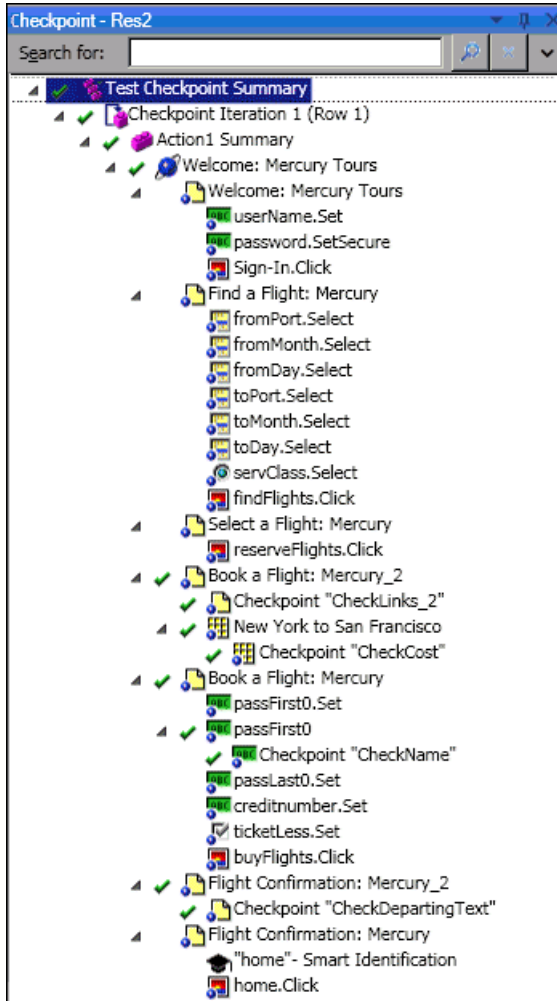 Checkpoint - Res2
Search for:
Test Checkpoint Summary
Checkpoint Iteration 1 (Row 1)
Action1 Summary
Welcome: Mercury Tours
Welcome: Mercury Tours
userName.Set
password.SetSecure
Sign-In.Click
Find a Flight: Mercury
fromPort.Select
fromMonth.Select
fromDay.Select
toPort.Select
toMonth.Select
toDay.Select
servClass.Select
findFlights.Click
Select a Flight: Mercury
reserveFlights.Click
Book a Flight: Mercury_2
Checkpoint "CheckLinks_2"
New York to San Francisco
Checkpoint "CheckCost"
Book a Flight: Mercury
passFirst0.Set
passFirst0
Checkpoint "CheckName"
passLast0.Set
creditnumber.Set
ticketLess.Set
buyFlights.Click
Flight Confirmation: Mercury_2
Checkpoint "CheckDepartingText"
Flight Confirmation: Mercury
"home"- Smart Identification
home.Click